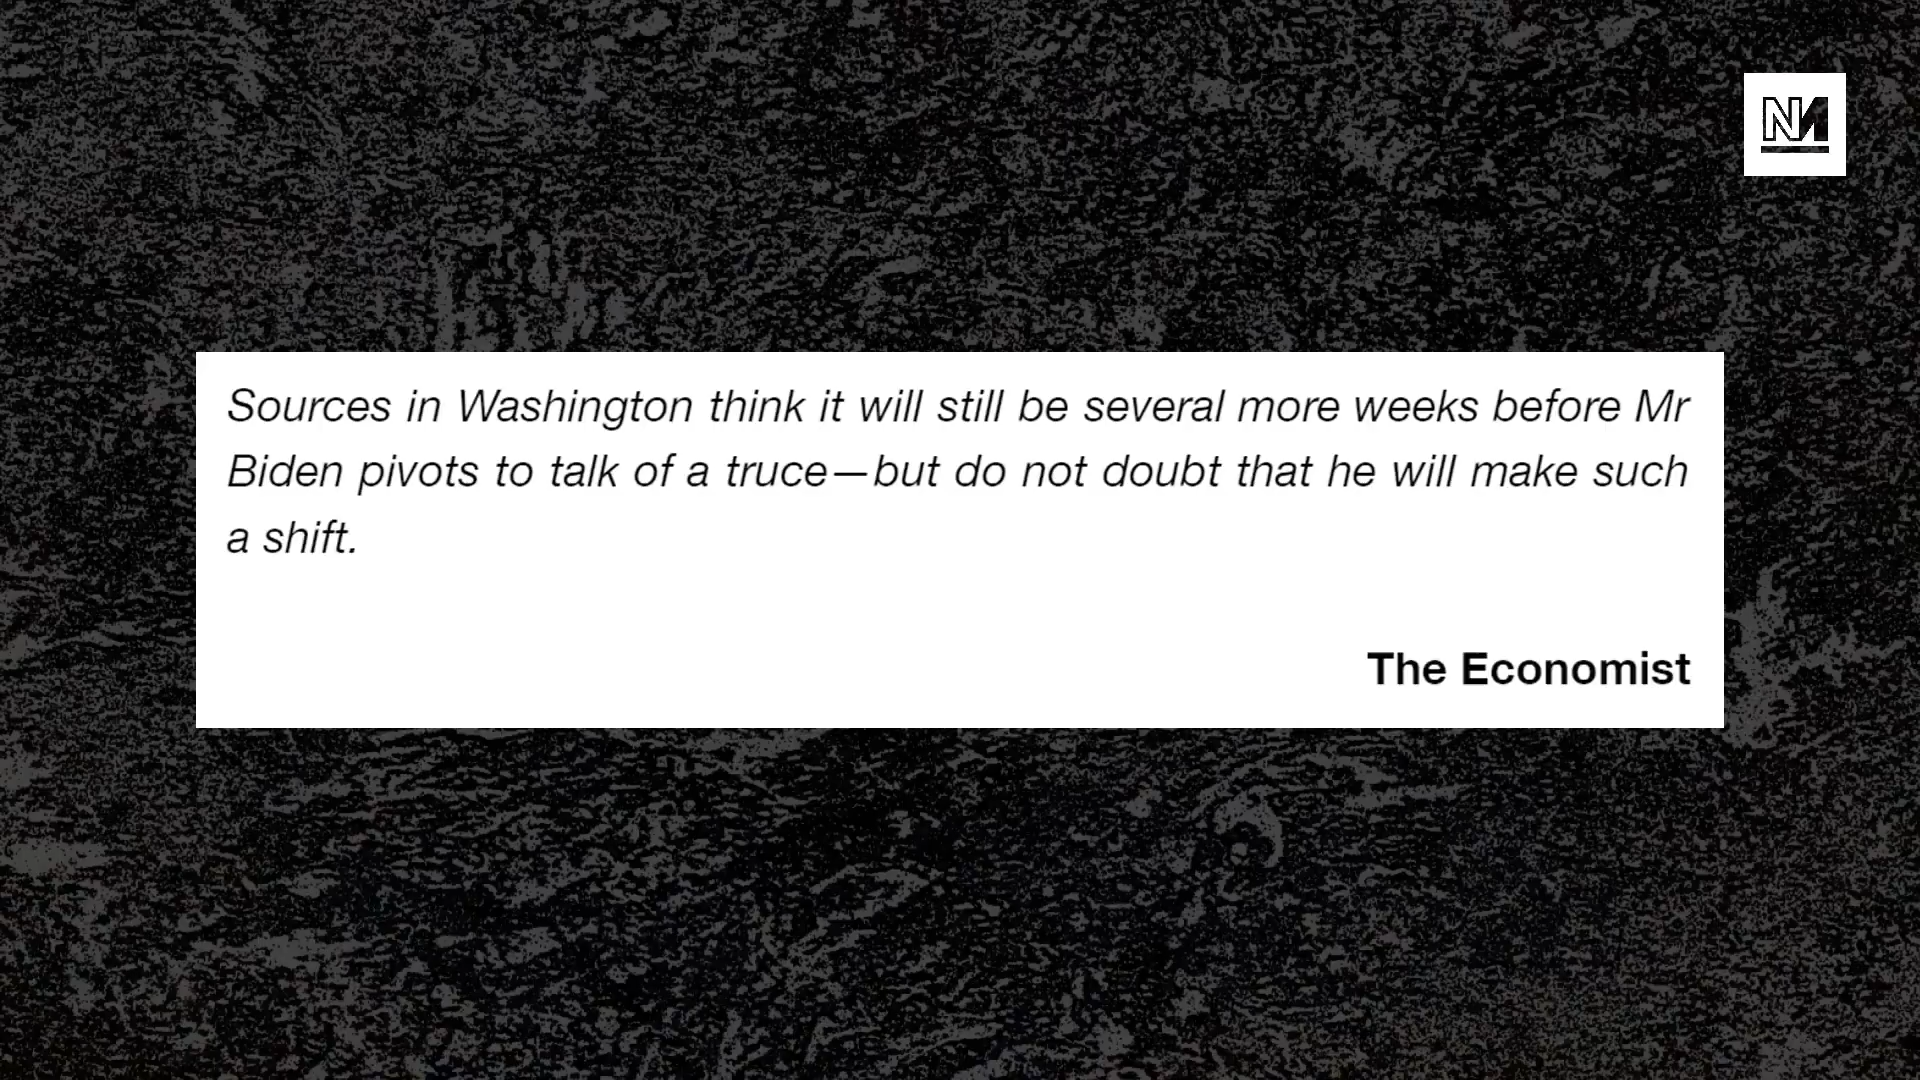 NM
Sources in Washington think it will still be several more weeks before Mr
Biden pivots to talk of a truce—but do not doubt that he will make such
a shift.
The Economist